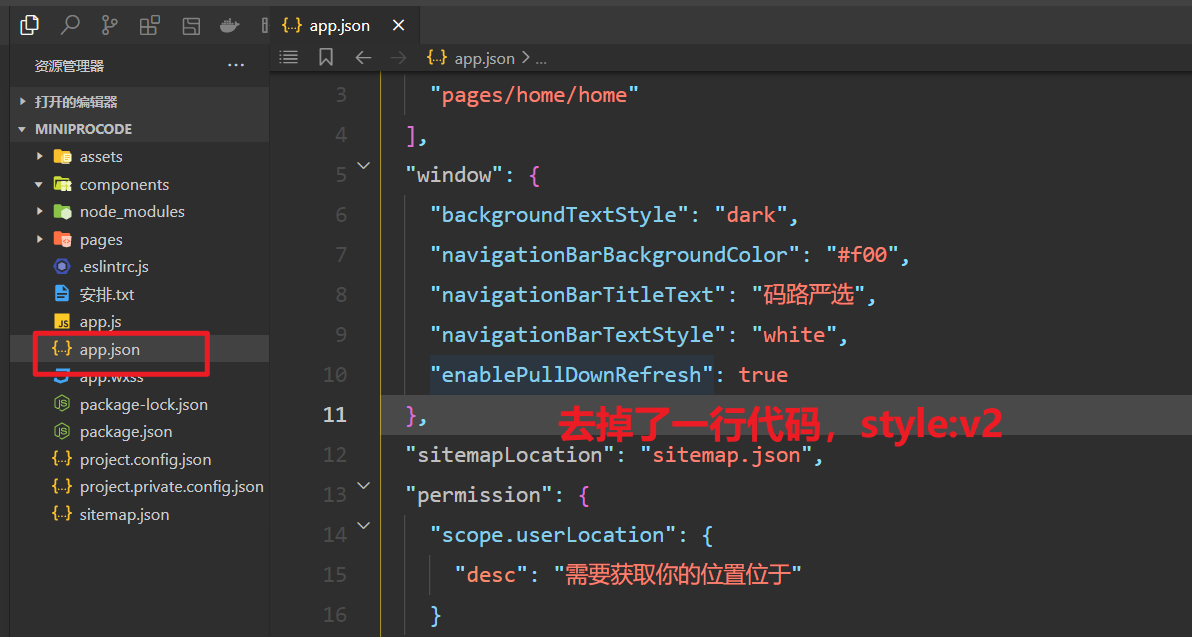 app.json
资源管理器
...
{..} app.json > ...
打开的编辑器
MINIPROCODE
assets
components
node_modules
pages
.eslintrc.js
安排.txt
app.js
app.json
app.wxss
package-lock.json
package.json
project.config.json
project.private.config.json
sitemap.json
3 "pages/home/home"
4 ],
5 "window": {
6 "backgroundTextStyle": "dark",
7 "navigationBarBackgroundColor": "#f00",
8 "navigationBarTitleText": "码路严选",
9 "navigationBarTextStyle": "white",
10 "enablePullDownRefresh": true
11 },
去掉了一行代码，style:v2
12 "sitemapLocation": "sitemap.json",
13 "permission": {
14 "scope.userLocation": {
15 "desc": "需要获取你的位置位于"
16 }